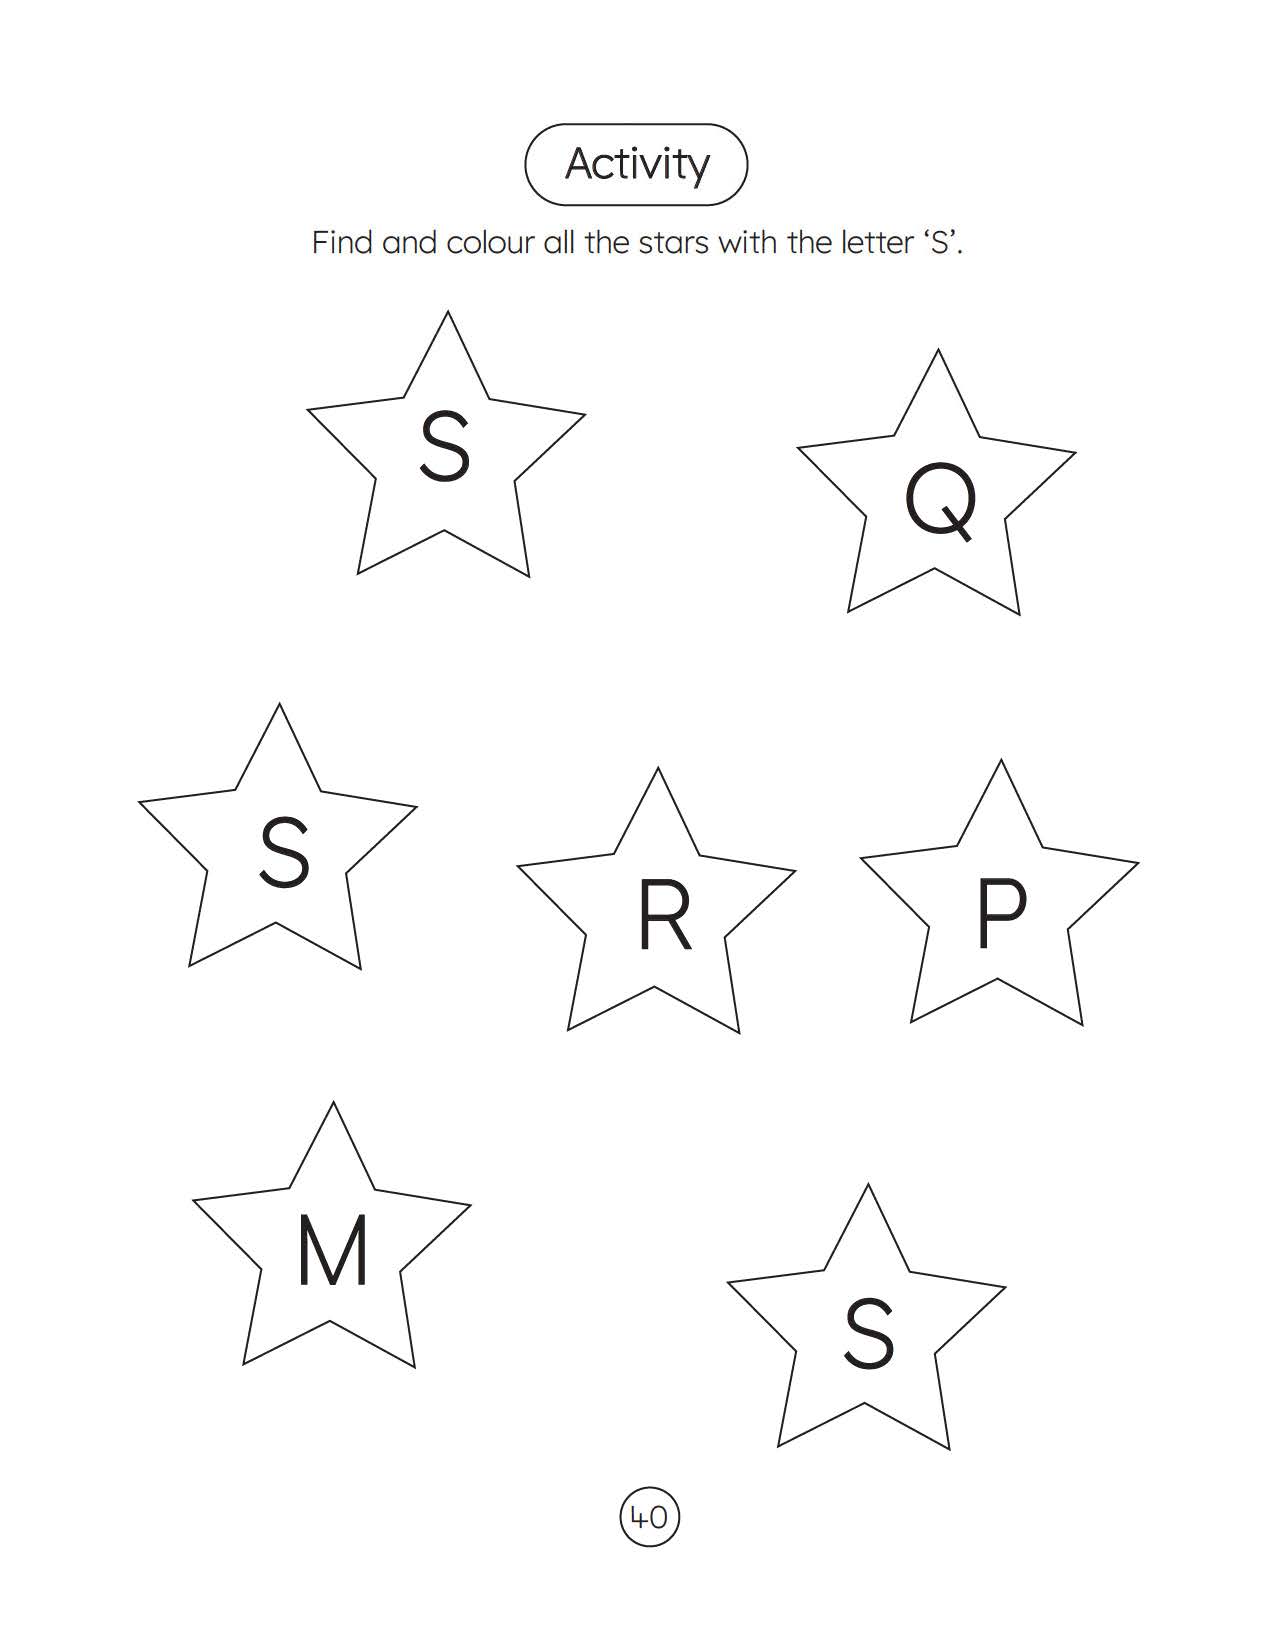 Activity
Find and colour all the stars with the letter ‘S’.
S
Q
S
R
P
M
S
40